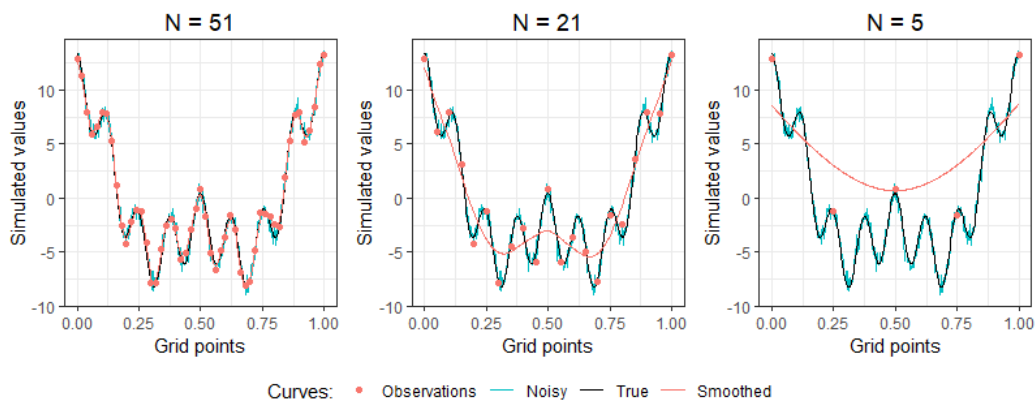 N = 51
N = 21
N = 5
Simulated values
10
5
0
-5
-10
0.00 0.25 0.50 0.75 1.00
Grid points
Simulated values
10
5
0
-5
-10
0.00 0.25 0.50 0.75 1.00
Grid points
Simulated values
10
5
0
-5
-10
0.00 0.25 0.50 0.75 1.00
Grid points
Curves: Observations Noisy True Smoothed